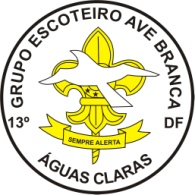 GRUPO ESCOTEIRO AVE BRANCA
13º
DF
SEMPRE ALERTA
ÁGUAS CLARAS